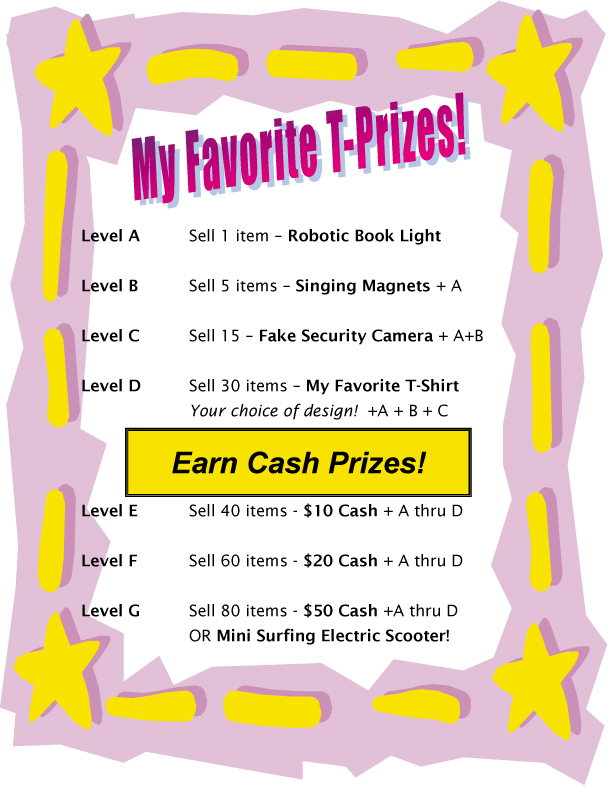 My Favorite T-Prizes!
Level A Sell 1 item – Robotic Book Light
Level B Sell 5 items – Singing Magnets + A
Level C Sell 15 – Fake Security Camera + A+B
Level D Sell 30 items – My Favorite T-Shirt
Your choice of design! +A + B + C
Earn Cash Prizes!
Level E Sell 40 items - $10 Cash + A thru D
Level F Sell 60 items - $20 Cash + A thru D
Level G Sell 80 items - $50 Cash +A thru D
OR Mini Surfing Electric Scooter!